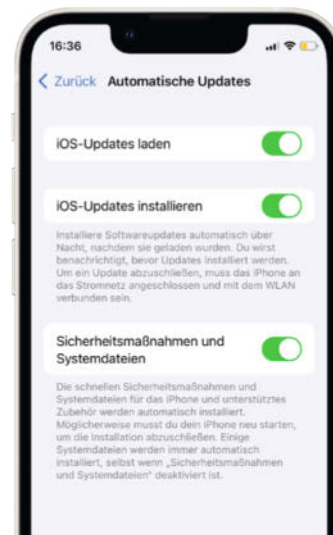 16:36
Zurück Automatische Updates
iOS-Updates laden
iOS-Updates installieren
Installiere Softwareupdates automatisch über
Nacht, nachdem sie geladen wurden. Du wirst
benachrichtigt, bevor Updates installiert werden.
Um ein Update abzuschließen, muss das iPhone an
das Stromnetz angeschlossen und mit dem WLAN
verbunden sein.
Sicherheitsmaßnahmen und
Systemdateien
Die schnellen Sicherheitsmaßnahmen und
Systemdateien für das iPhone und unterstütztes
Zubehör werden automatisch installiert.
Möglicherweise musst du dein iPhone neu starten,
um die Installation abzuschließen. Einige
Systemdateien werden immer automatisch
installiert, selbst wenn „Sicherheitsmaßnahmen
und Systemdateien“ deaktiviert ist.